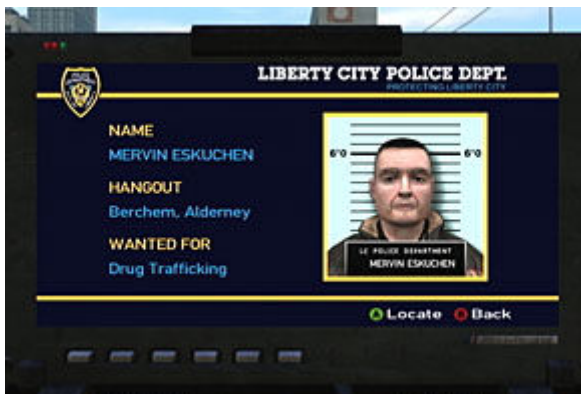 LIBERTY CITY POLICE DEPT.
PROTECTING LIBERTY CITY
NAME
MERVIN ESKUCHEN
HANGOUT
Berchem, Alderney
WANTED FOR
Drug Trafficking
6'0 6'0
LC POLICE DEPARTMENT
MERVIN ESKUCHEN
A Locate B Back